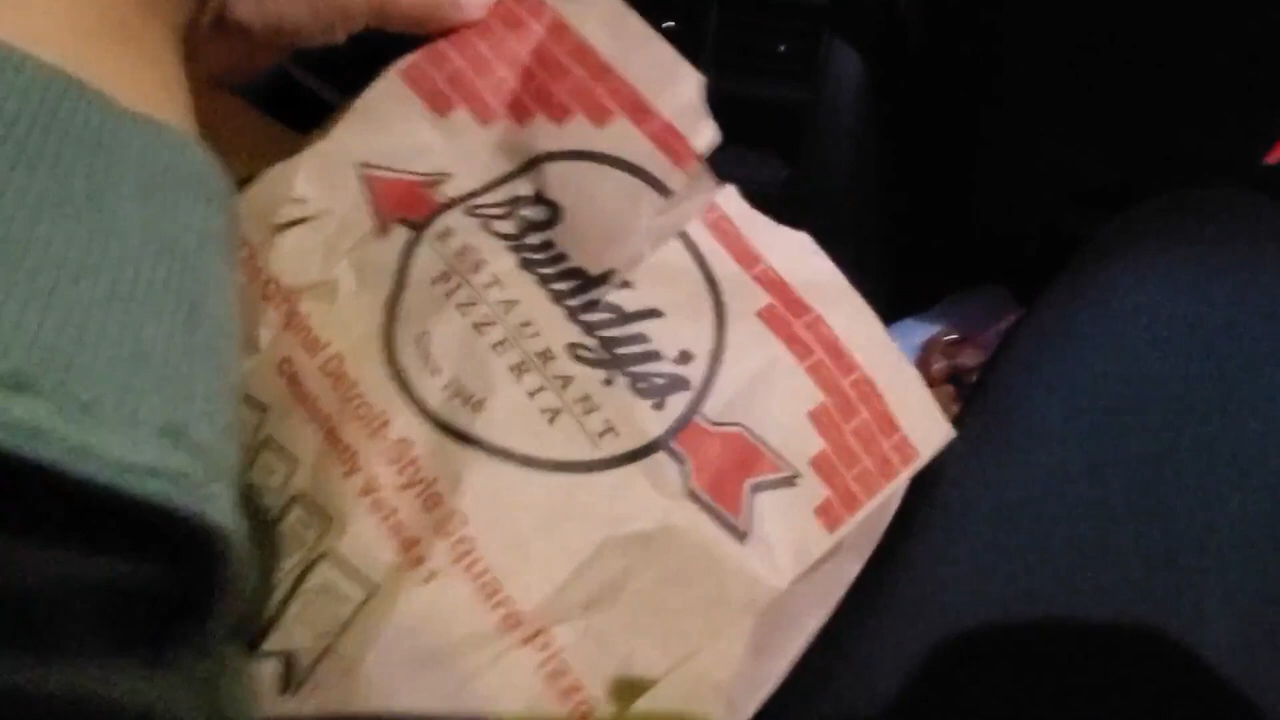 Buddy's
RESTAURANT
PIZZERIA
Since 1946
Original Detroit-Style Square Pizza